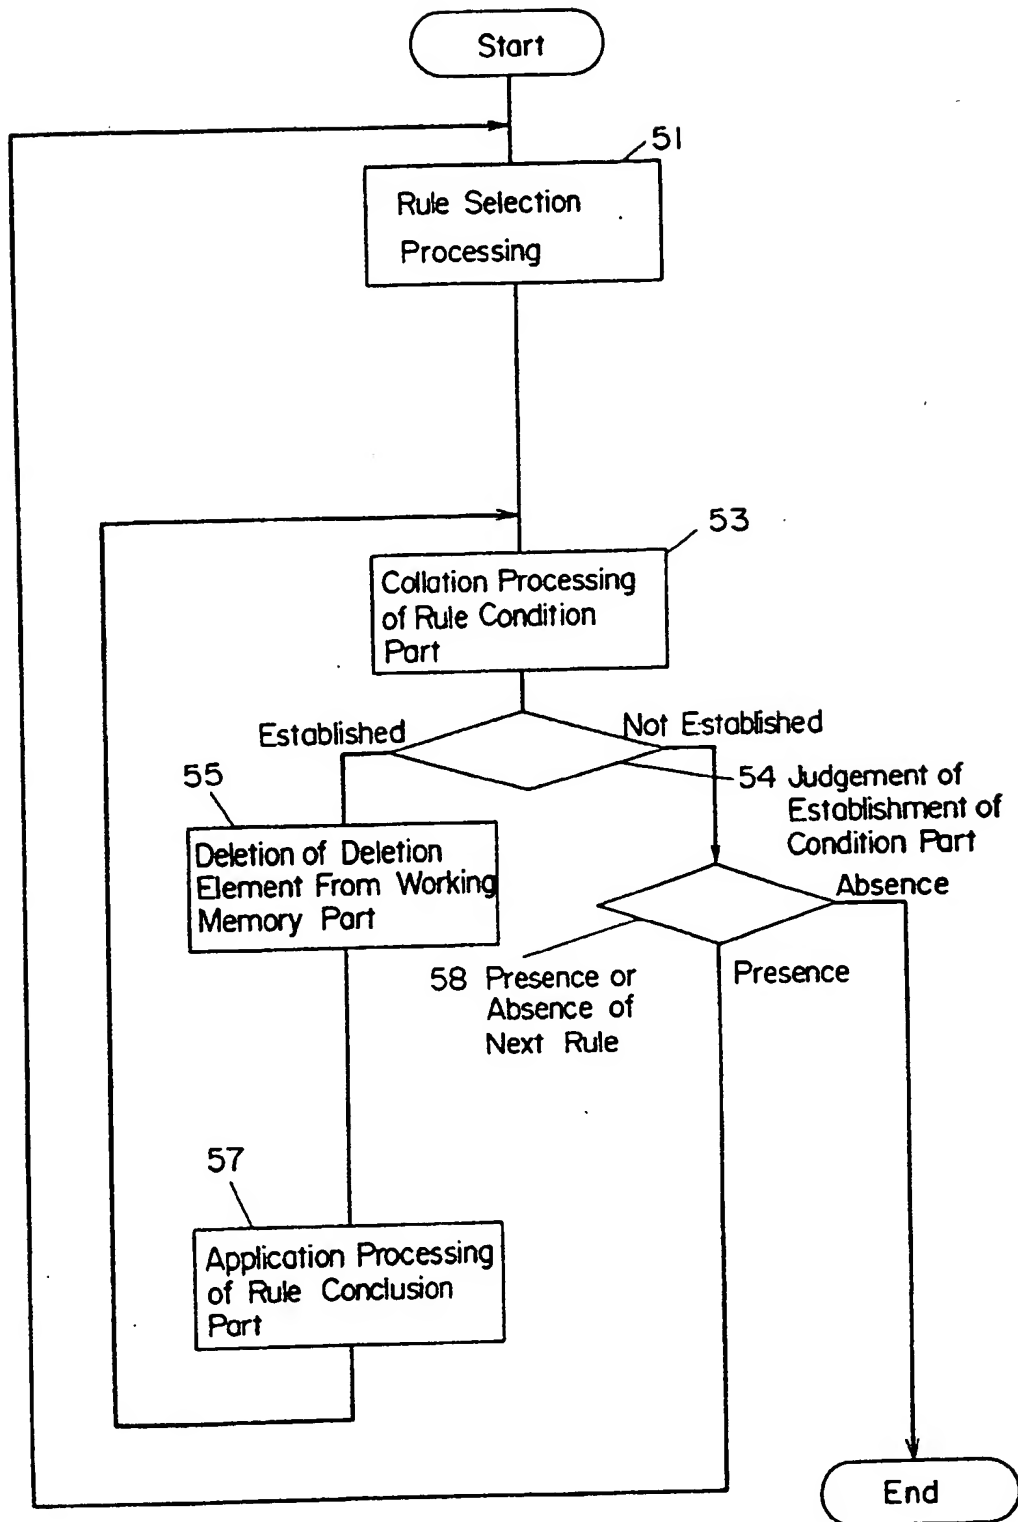 Start
51
Rule Selection
Processing
53
Collation Processing
of Rule Condition
Part
Established
Not Established
54 Judgement of
Establishment of
Condition Part
55
Deletion of Deletion
Element From Working
Memory Part
Absence
58 Presence or
Absence of
Next Rule
Presence
57
Application Processing
of Rule Conclusion
Part
End